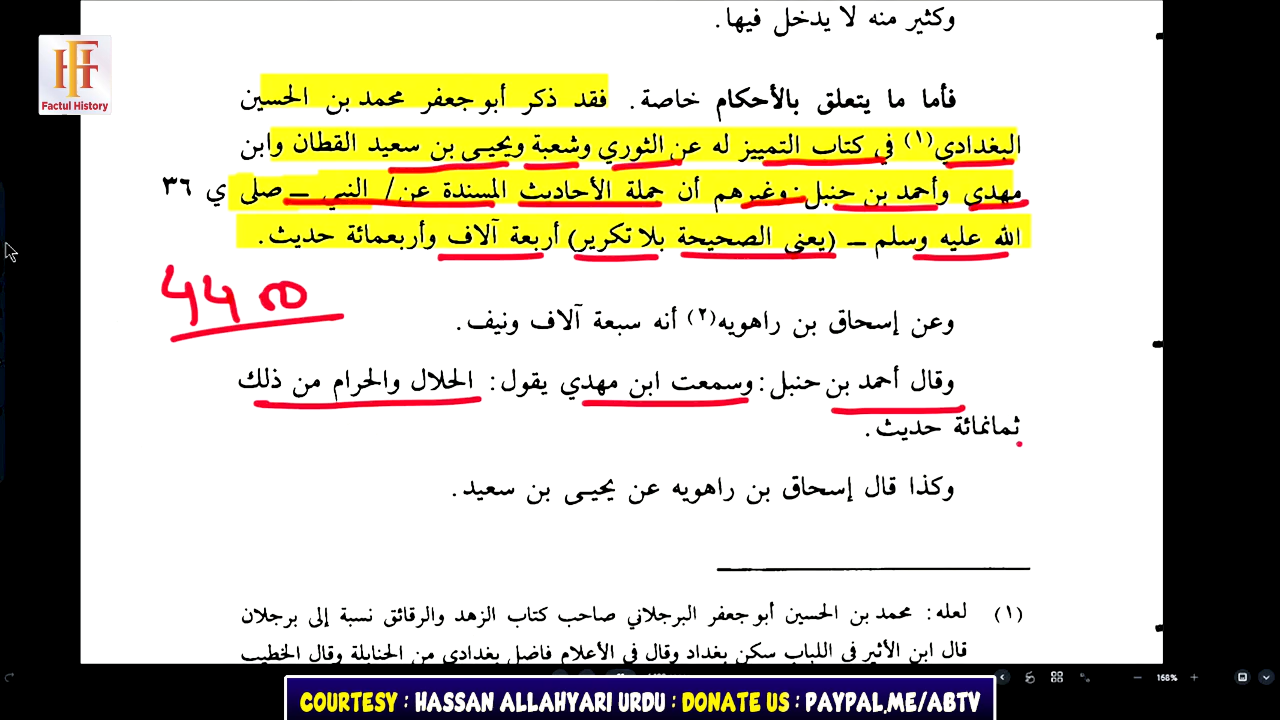 وكثير منه لا يدخل فيها.
Factul History
فأما ما يتعلق بالأحكام خاصة. فقد ذكر أبو جعفر محمد بن الحسين
البغدادي(١) في كتاب التمييز له عن الثوري وشعبة ويحيى بن سعيد القطان وابن
مهدي وأحمد بن حنبل: وغيرهم أن جملة الأحاديث المسندة عن/ النبي ــ صلى ي ٣٦
الله عليه وسلم ــ (يعني الصحيحة بلا تكرير) أربعة آلاف وأربعمائة حديث.
4400
وعن إسحاق بن راهويه(٢) أنه سبعة آلاف ونيف.
وقال أحمد بن حنبل: وسمعت ابن مهدي يقول: الحلال والحرام من ذلك
ثمانمائة حديث.
وكذا قال إسحاق بن راهويه عن يحيى بن سعيد.
(١) لعله: محمد بن الحسين أبو جعفر البرجلاني صاحب كتاب الزهد والرقائق نسبة إلى برجلان
قال ابن الأثير في اللباب سكن بغداد وقال في الأعلام فاضل بغدادي من الحنابلة وقال الخطيب
168%
COURTESY : HASSAN ALLAHYARI URDU : DONATE US : PAYPAL.ME/ABTV